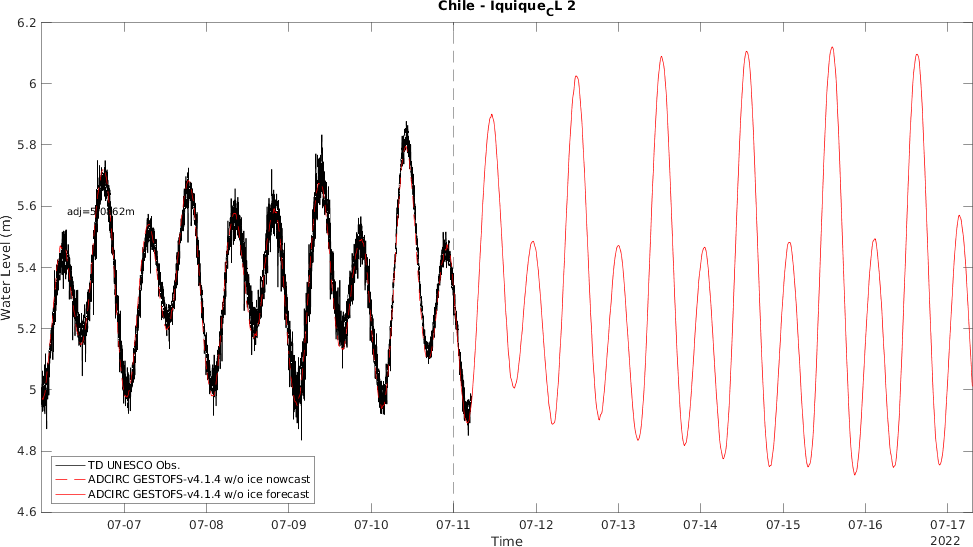 Chile - Iquique_CL 2
6.2
6
5.8
5.6
5.4
5.2
5
4.8
4.6
Water Level (m)
adj=5.0862m
TD UNESCO Obs.
ADCIRC GESTOFS-v4.1.4 w/o ice nowcast
ADCIRC GESTOFS-v4.1.4 w/o ice forecast
07-07 07-08 07-09 07-10 07-11 07-12 07-13 07-14 07-15 07-16 07-17
Time
2022